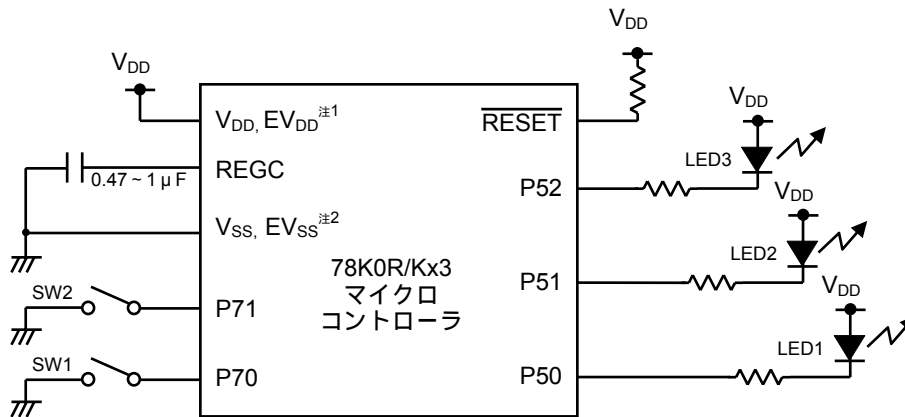 VDD
VDD
VDD, EVDD注1
RESET
VDD
LED3
REGC
0.47 ~ 1 μ F
P52
VDD
VSS, EVSS注2
LED2
78K0R/Kx3
マイクロ
コントローラ
P51
VDD
SW2
P71
LED1
SW1
P70
P50